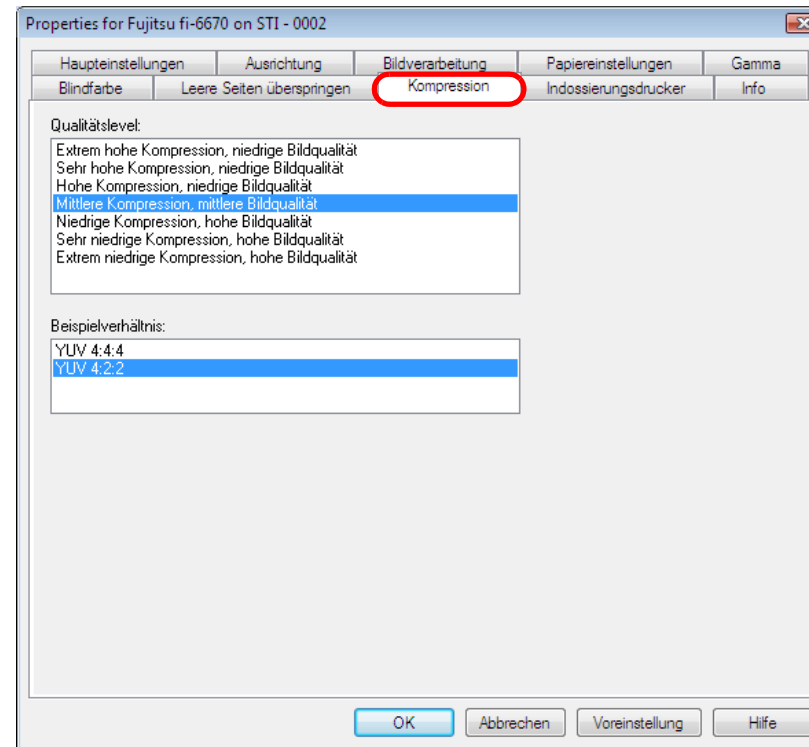 Properties for Fujitsu fi-6670 on STI - 0002
Haupteinstellungen Ausrichtung Bildverarbeitung Papiereinstellungen Gamma
Blindfarbe Leere Seiten überspringen Kompression Indossierungsdrucker Info
Qualitätslevel:
Extrem hohe Kompression, niedrige Bildqualität
Sehr hohe Kompression, niedrige Bildqualität
Hohe Kompression, niedrige Bildqualität
Mittlere Kompression, mittlere Bildqualität
Niedrige Kompression, hohe Bildqualität
Sehr niedrige Kompression, hohe Bildqualität
Extrem niedrige Kompression, hohe Bildqualität
Beispielverhältnis:
YUV 4:4:4
YUV 4:2:2
OK Abbrechen Voreinstellung Hilfe